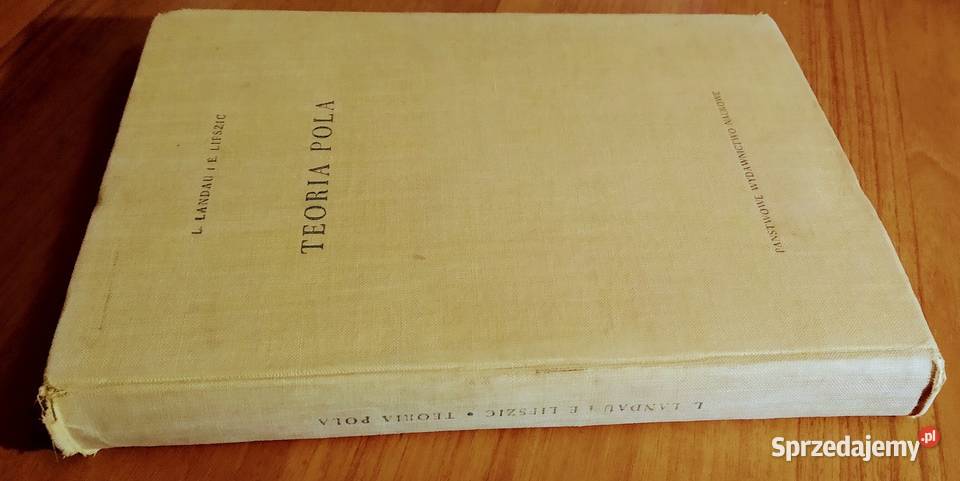 L. LANDAU I E. LIFSZIC
TEORIA POLA
PAŃSTWOWE WYDAWNICTWO NAUKOWE
L. LANDAU I E. LIFSZIC • TEORIA POLA
Sprzedajemy.pl